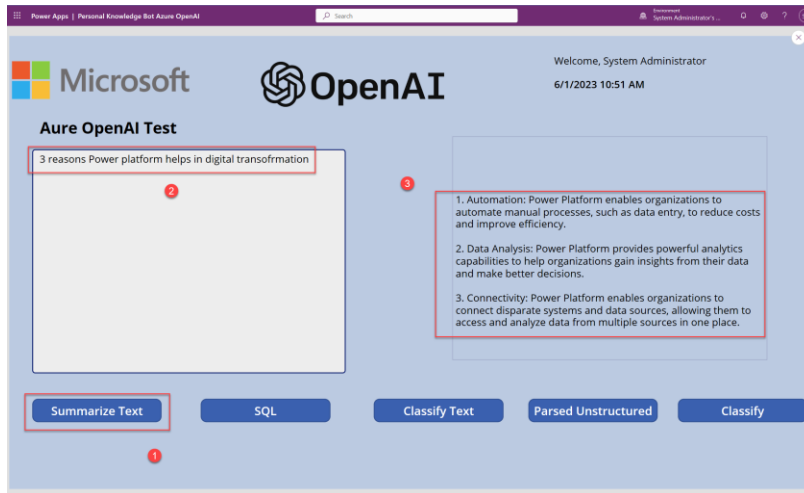 Power Apps | Personal Knowledge Bot Azure OpenAI
Search
Environment
System Administrator's ...
?
Microsoft
OpenAI
Welcome, System Administrator
6/1/2023 10:51 AM
Aure OpenAI Test
3 reasons Power platform helps in digital transofrmation
2
3
1. Automation: Power Platform enables organizations to
automate manual processes, such as data entry, to reduce costs
and improve efficiency.
2. Data Analysis: Power Platform provides powerful analytics
capabilities to help organizations gain insights from their data
and make better decisions.
3. Connectivity: Power Platform enables organizations to
connect disparate systems and data sources, allowing them to
access and analyze data from multiple sources in one place.
Summarize Text
SQL
Classify Text
Parsed Unstructured
Classify
1